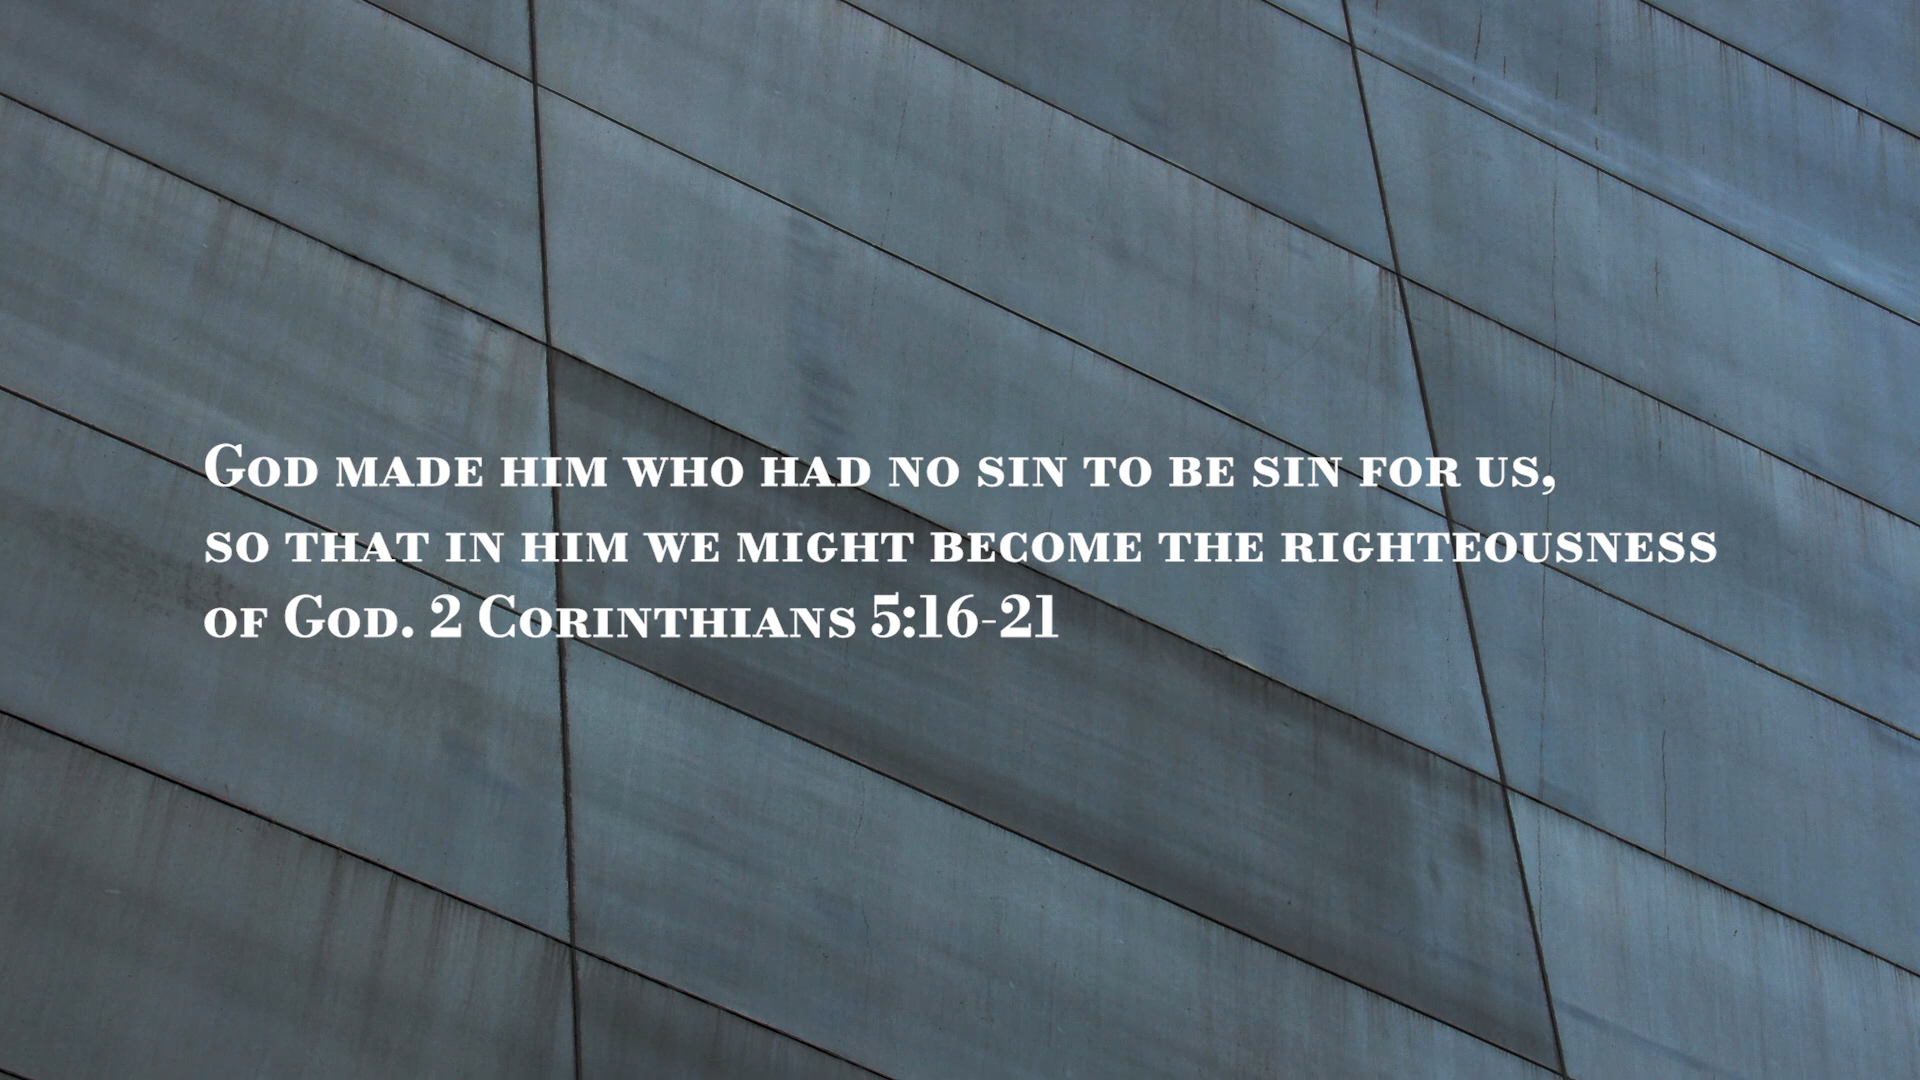 God made him who had no sin to be sin for us,
so that in him we might become the righteousness
of God. 2 Corinthians 5:16-21